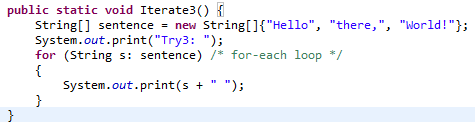 public static void Iterate3() {
    String[] sentence = new String[]{"Hello", "there,", "World!"};
    System.out.print("Try3: ");
    for (String s: sentence) /* for-each loop */
    {
        System.out.print(s + " ");
    }
}